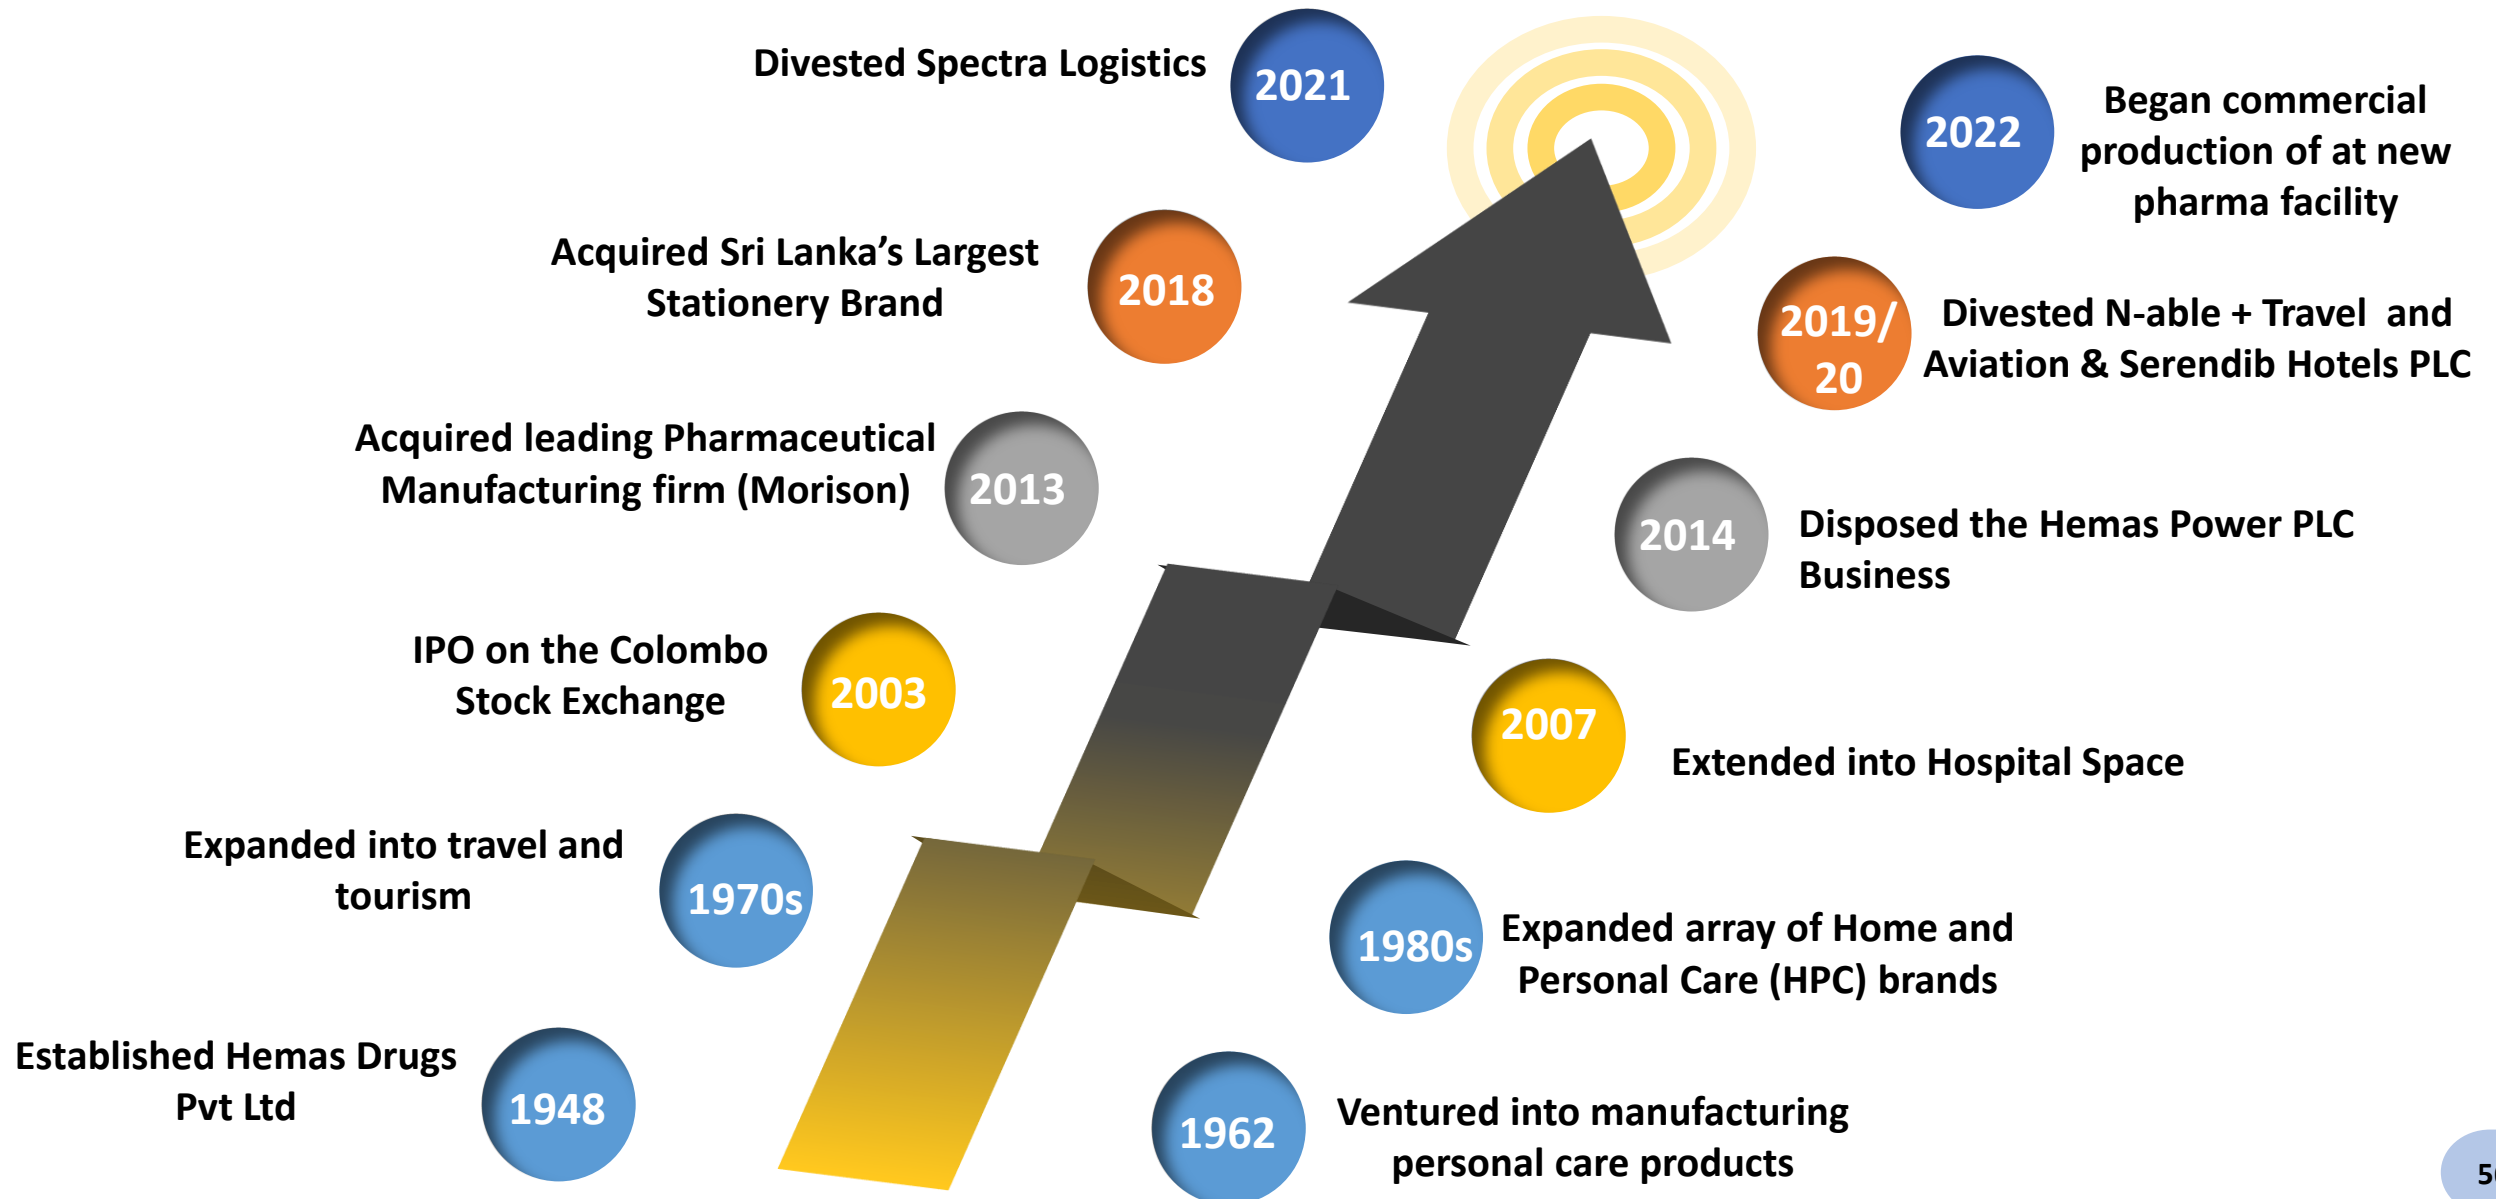 Divested Spectra Logistics
2021
2022
Began commercial
production of at new
pharma facility
Acquired Sri Lanka’s Largest
Stationery Brand
2018
2019/
20
Divested N-able + Travel  and
Aviation & Serendib Hotels PLC
Acquired leading Pharmaceutical
Manufacturing firm (Morison)
2013
2014
Disposed the Hemas Power PLC
Business
IPO on the Colombo
Stock Exchange
2003
2007
Extended into Hospital Space
Expanded into travel and
tourism
1970s
1980s
Expanded array of Home and
Personal Care (HPC) brands
Established Hemas Drugs
Pvt Ltd
1948
1962
Ventured into manufacturing
personal care products